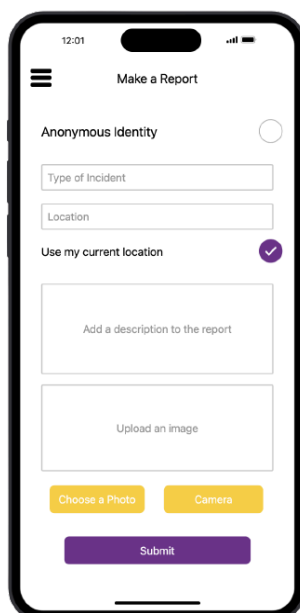 12:01
Make a Report
Anonymous Identity
Type of Incident
Location
Use my current location
Add a description to the report
Upload an image
Choose a Photo
Camera
Submit